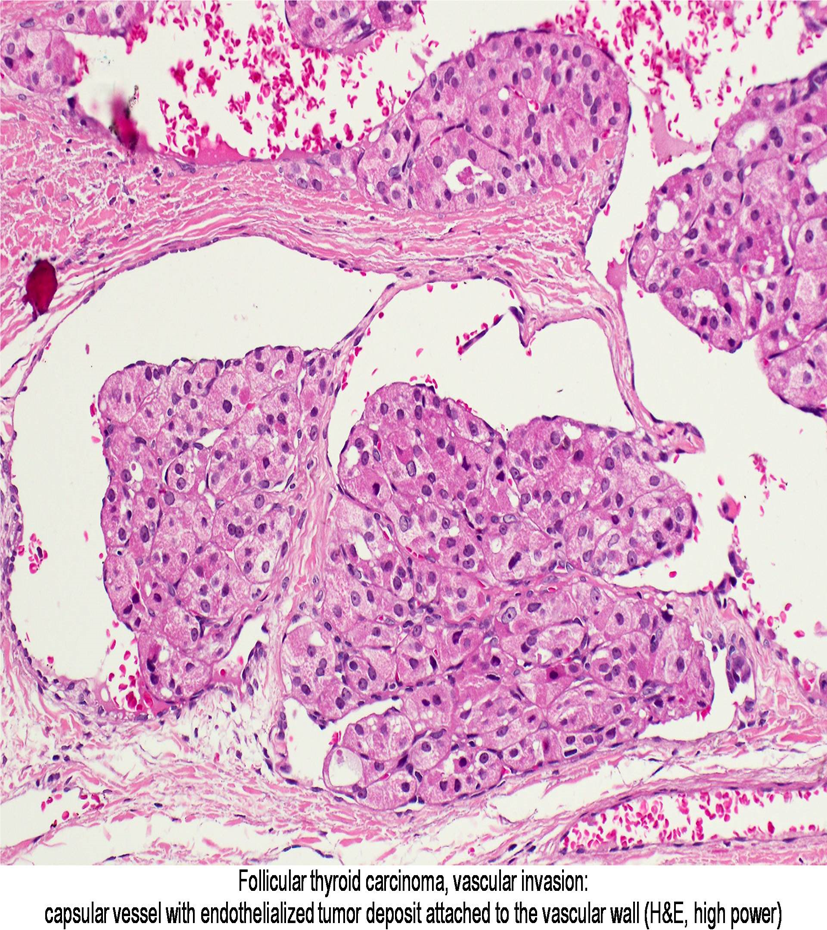 Follicular thyroid carcinoma, vascular invasion:
capsular vessel with endothelialized tumor deposit attached to the vascular wall (H&E, high power)